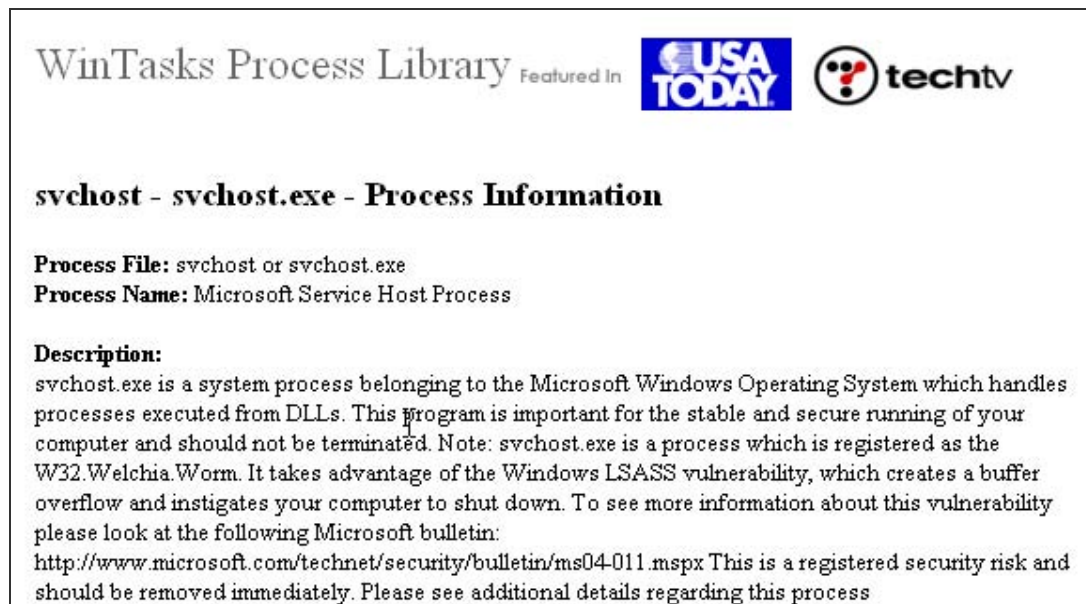 WinTasks Process Library Featured In USA TODAY techtv
svchost - svchost.exe - Process Information
Process File: svchost or svchost.exe
Process Name: Microsoft Service Host Process
Description:
svchost.exe is a system process belonging to the Microsoft Windows Operating System which handles
processes executed from DLLs. This program is important for the stable and secure running of your
computer and should not be terminated. Note: svchost.exe is a process which is registered as the
W32.Welchia.Worm. It takes advantage of the Windows LSASS vulnerability, which creates a buffer
overflow and instigates your computer to shut down. To see more information about this vulnerability
please look at the following Microsoft bulletin:
http://www.microsoft.com/technet/security/bulletin/ms04-011.mspx This is a registered security risk and
should be removed immediately. Please see additional details regarding this process